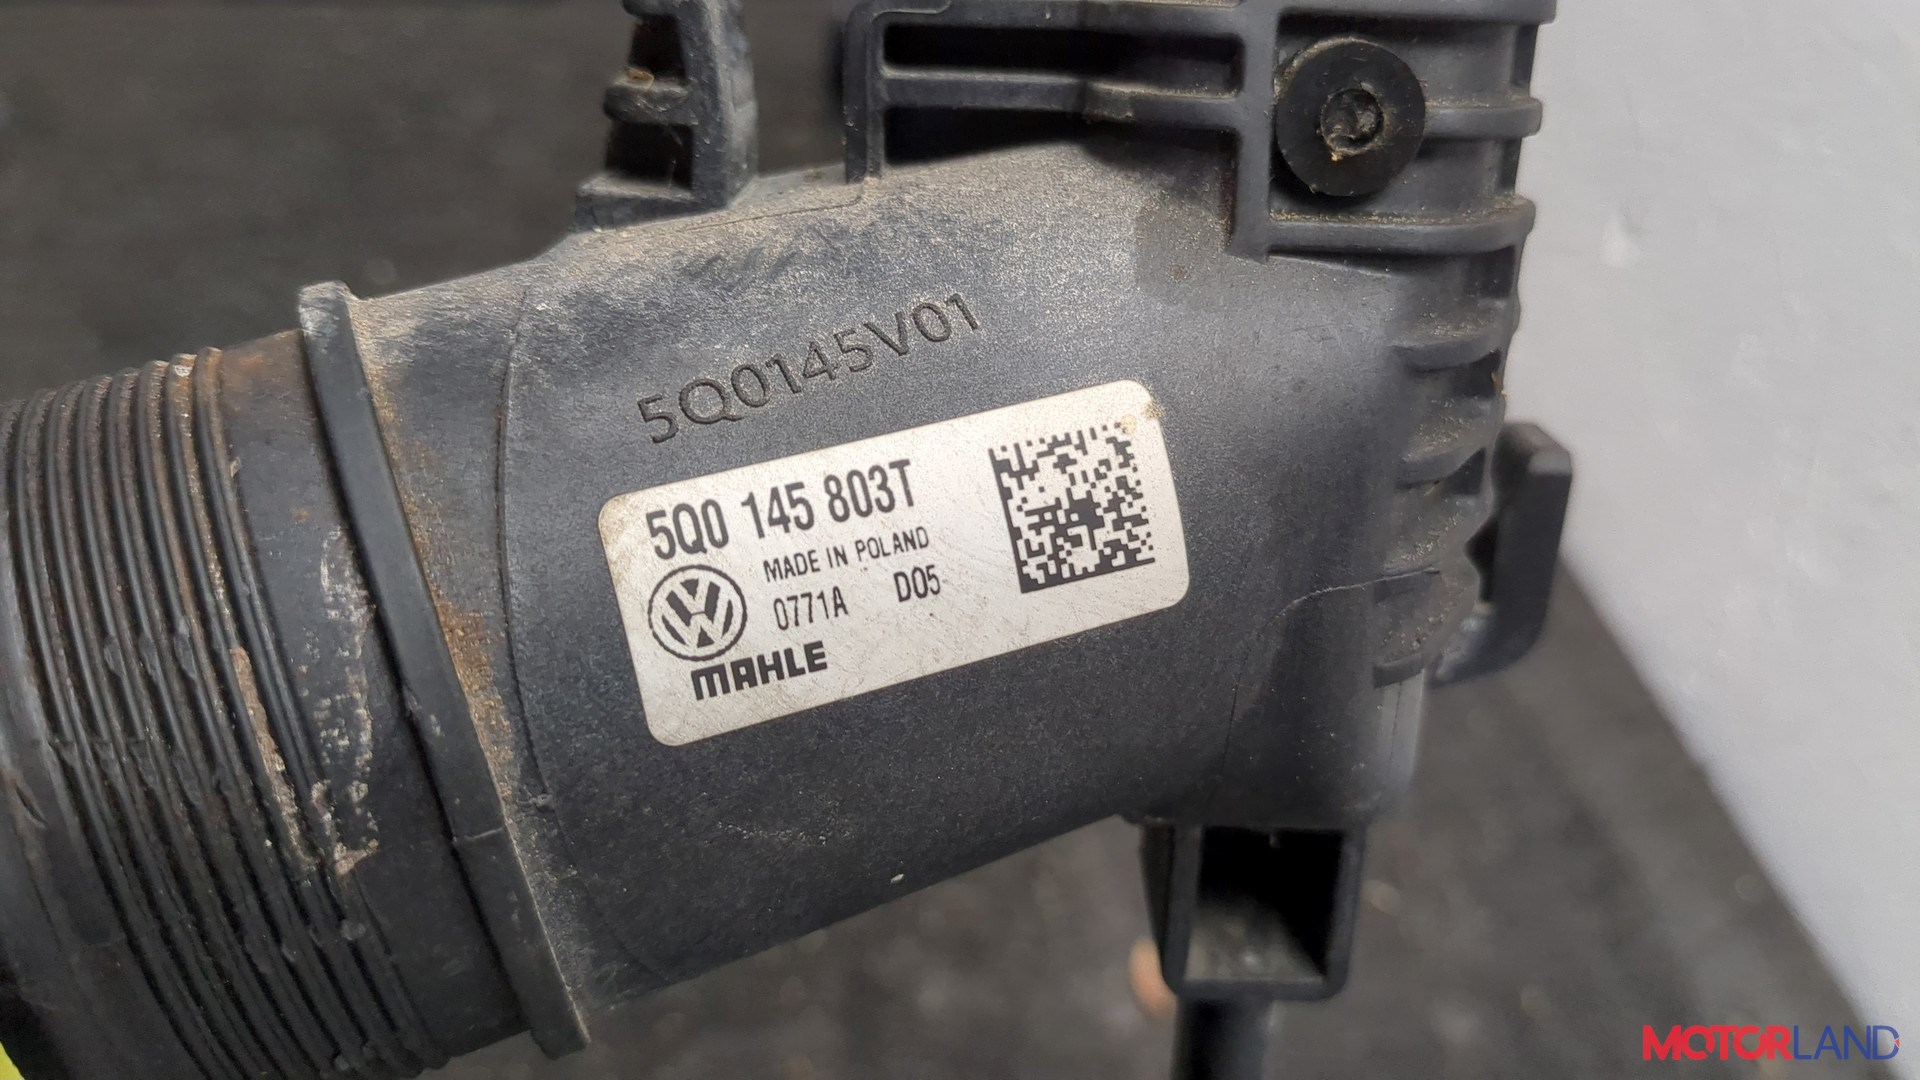 5Q0145V01
5Q0 145 803T
MADE IN POLAND
0771A D05
MAHLE
MOTORLAND